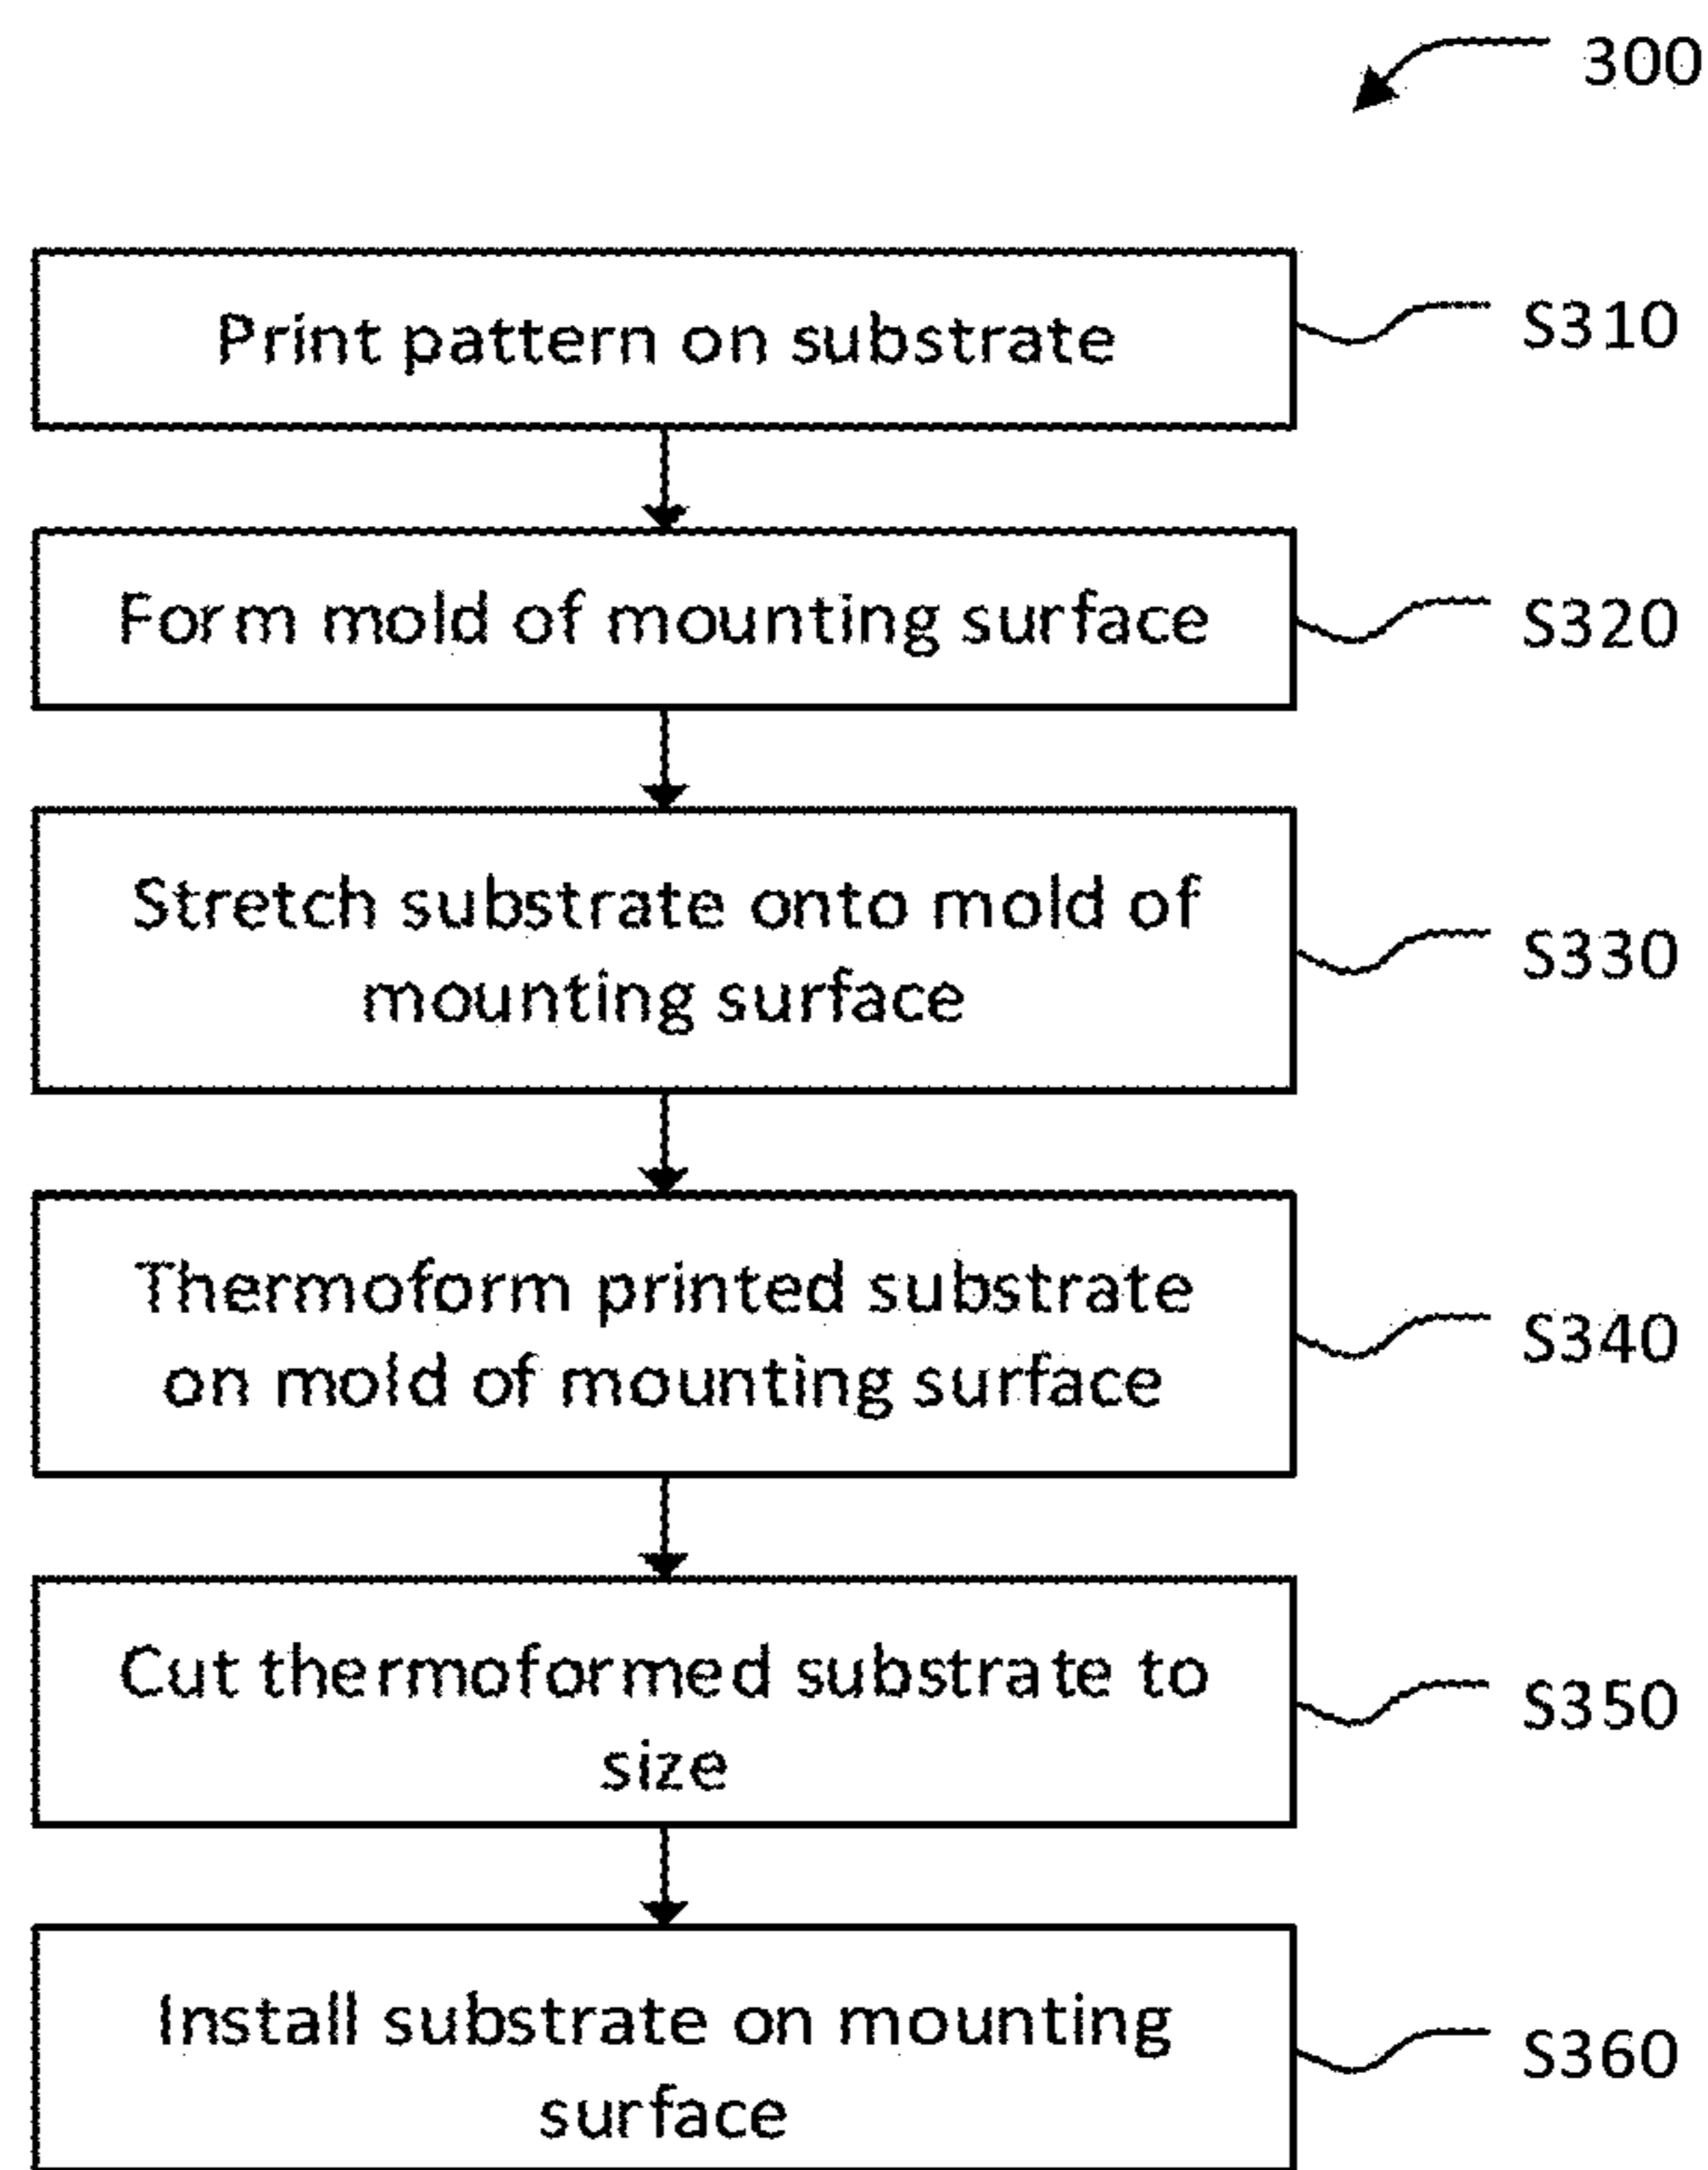 300
Print pattern on substrate
S310
Form mold of mounting surface
S320
Stretch substrate onto mold of
mounting surface
S330
Thermoform printed substrate
on mold of mounting surface
S340
Cut thermoformed substrate to
size
S350
Install substrate on mounting
surface
S360